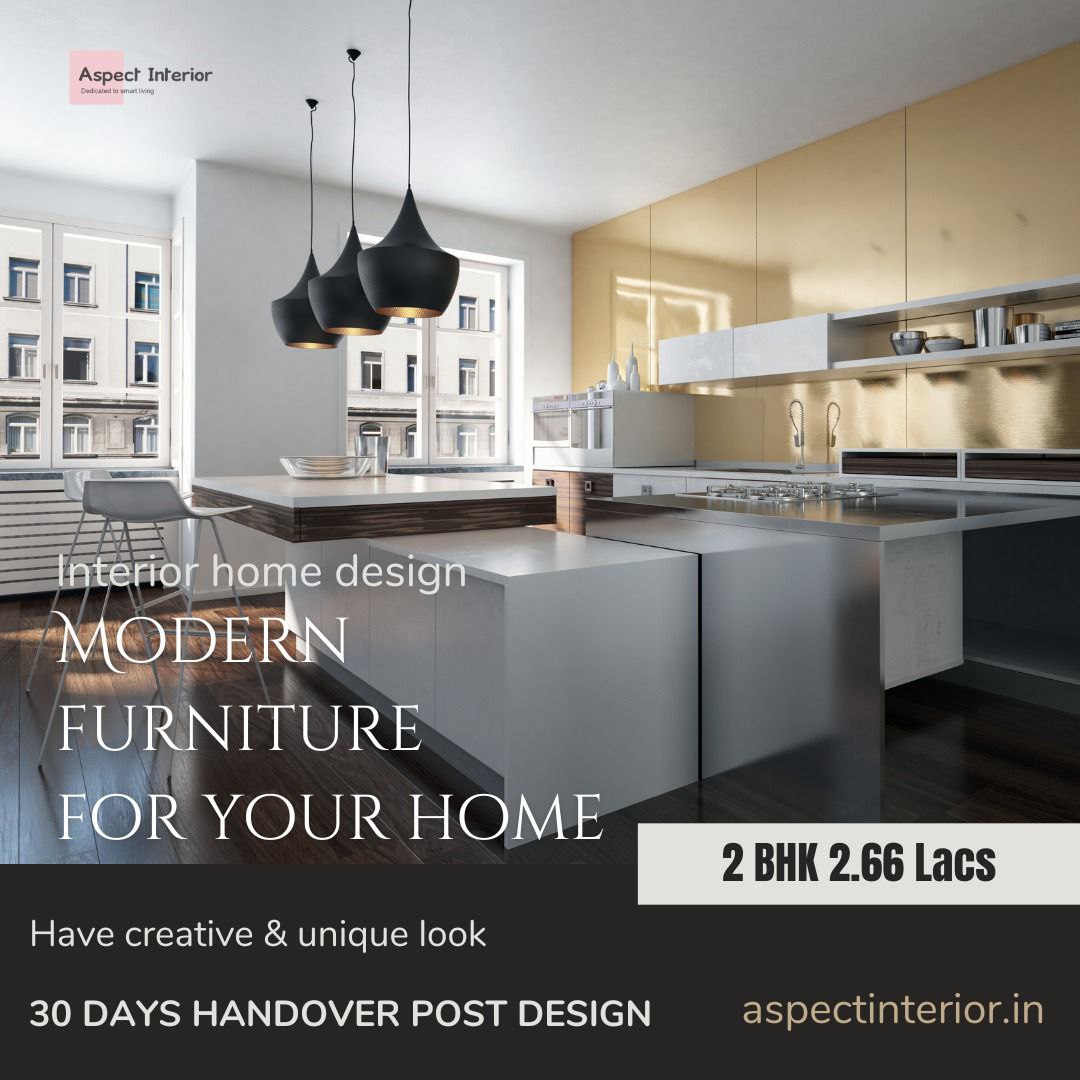 Aspect Interior
Dedicated to smart living
Interior home design
MODERN
FURNITURE
FOR YOUR HOME
2 BHK 2.66 Lacs
Have creative & unique look
30 DAYS HANDOVER POST DESIGN
aspectinterior.in